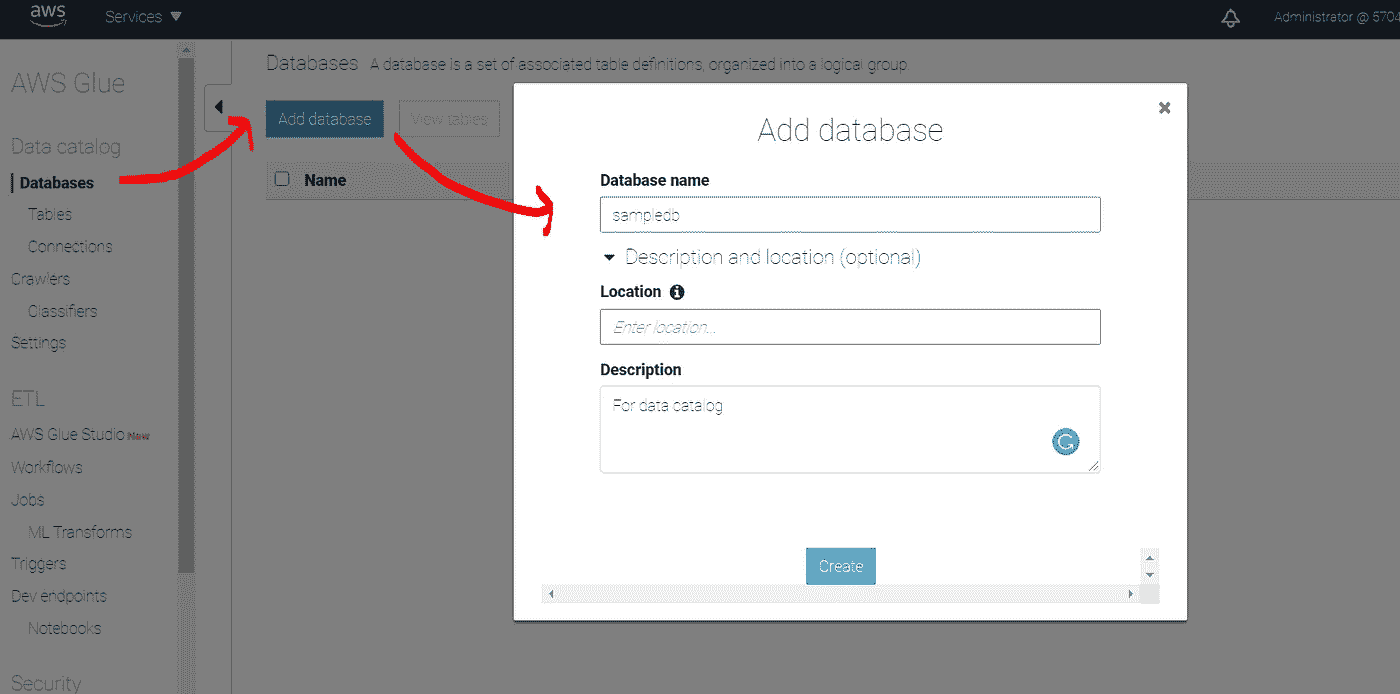 aws
Services
Administrator @ 5704
AWS Glue
Data catalog
Databases
Tables
Connections
Crawlers
Classifiers
Settings
ETL
AWS Glue Studio New
Workflows
Jobs
ML Transforms
Triggers
Dev endpoints
Notebooks
Security
Databases A database is a set of associated table definitions, organized into a logical group.
Add database View tables
Name
Add database
Database name
sampledb
Description and location (optional)
Location
Enter location...
Description
For data catalog
Create